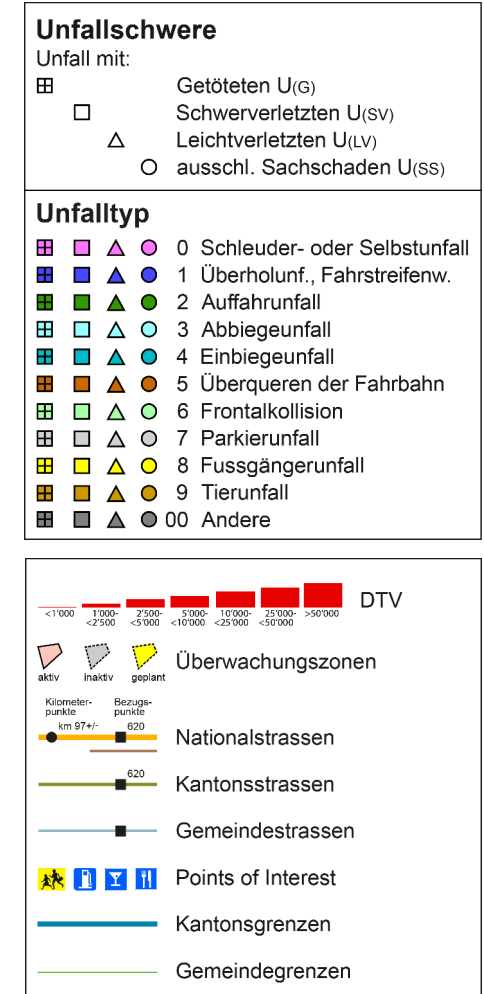 Unfallschwere
Unfall mit:
Getöteten U(G)
Schwerverletzten U(SV)
Leichtverletzten U(LV)
ausschl. Sachschaden U(SS)
Unfalltyp
0 Schleuder- oder Selbstunfall
1 Überholunf., Fahrstreifenw.
2 Auffahrunfall
3 Abbiegeunfall
4 Einbiegeunfall
5 Überqueren der Fahrbahn
6 Frontalkollision
7 Parkierunfall
8 Fussgängerunfall
9 Tierunfall
00 Andere
DTV
<1'000 1'000- 2'500- 5'000- 10'000- 25'000- >50'000
<2'500 <5'000 <10'000 <25'000 <50'000
Überwachungszonen
aktiv inaktiv geplant
Kilometer- Bezugs-
punkte punkte
km 97+/- 620
Nationalstrassen
620
Kantonsstrassen
Gemeindestrassen
Points of Interest
Kantonsgrenzen
Gemeindegrenzen